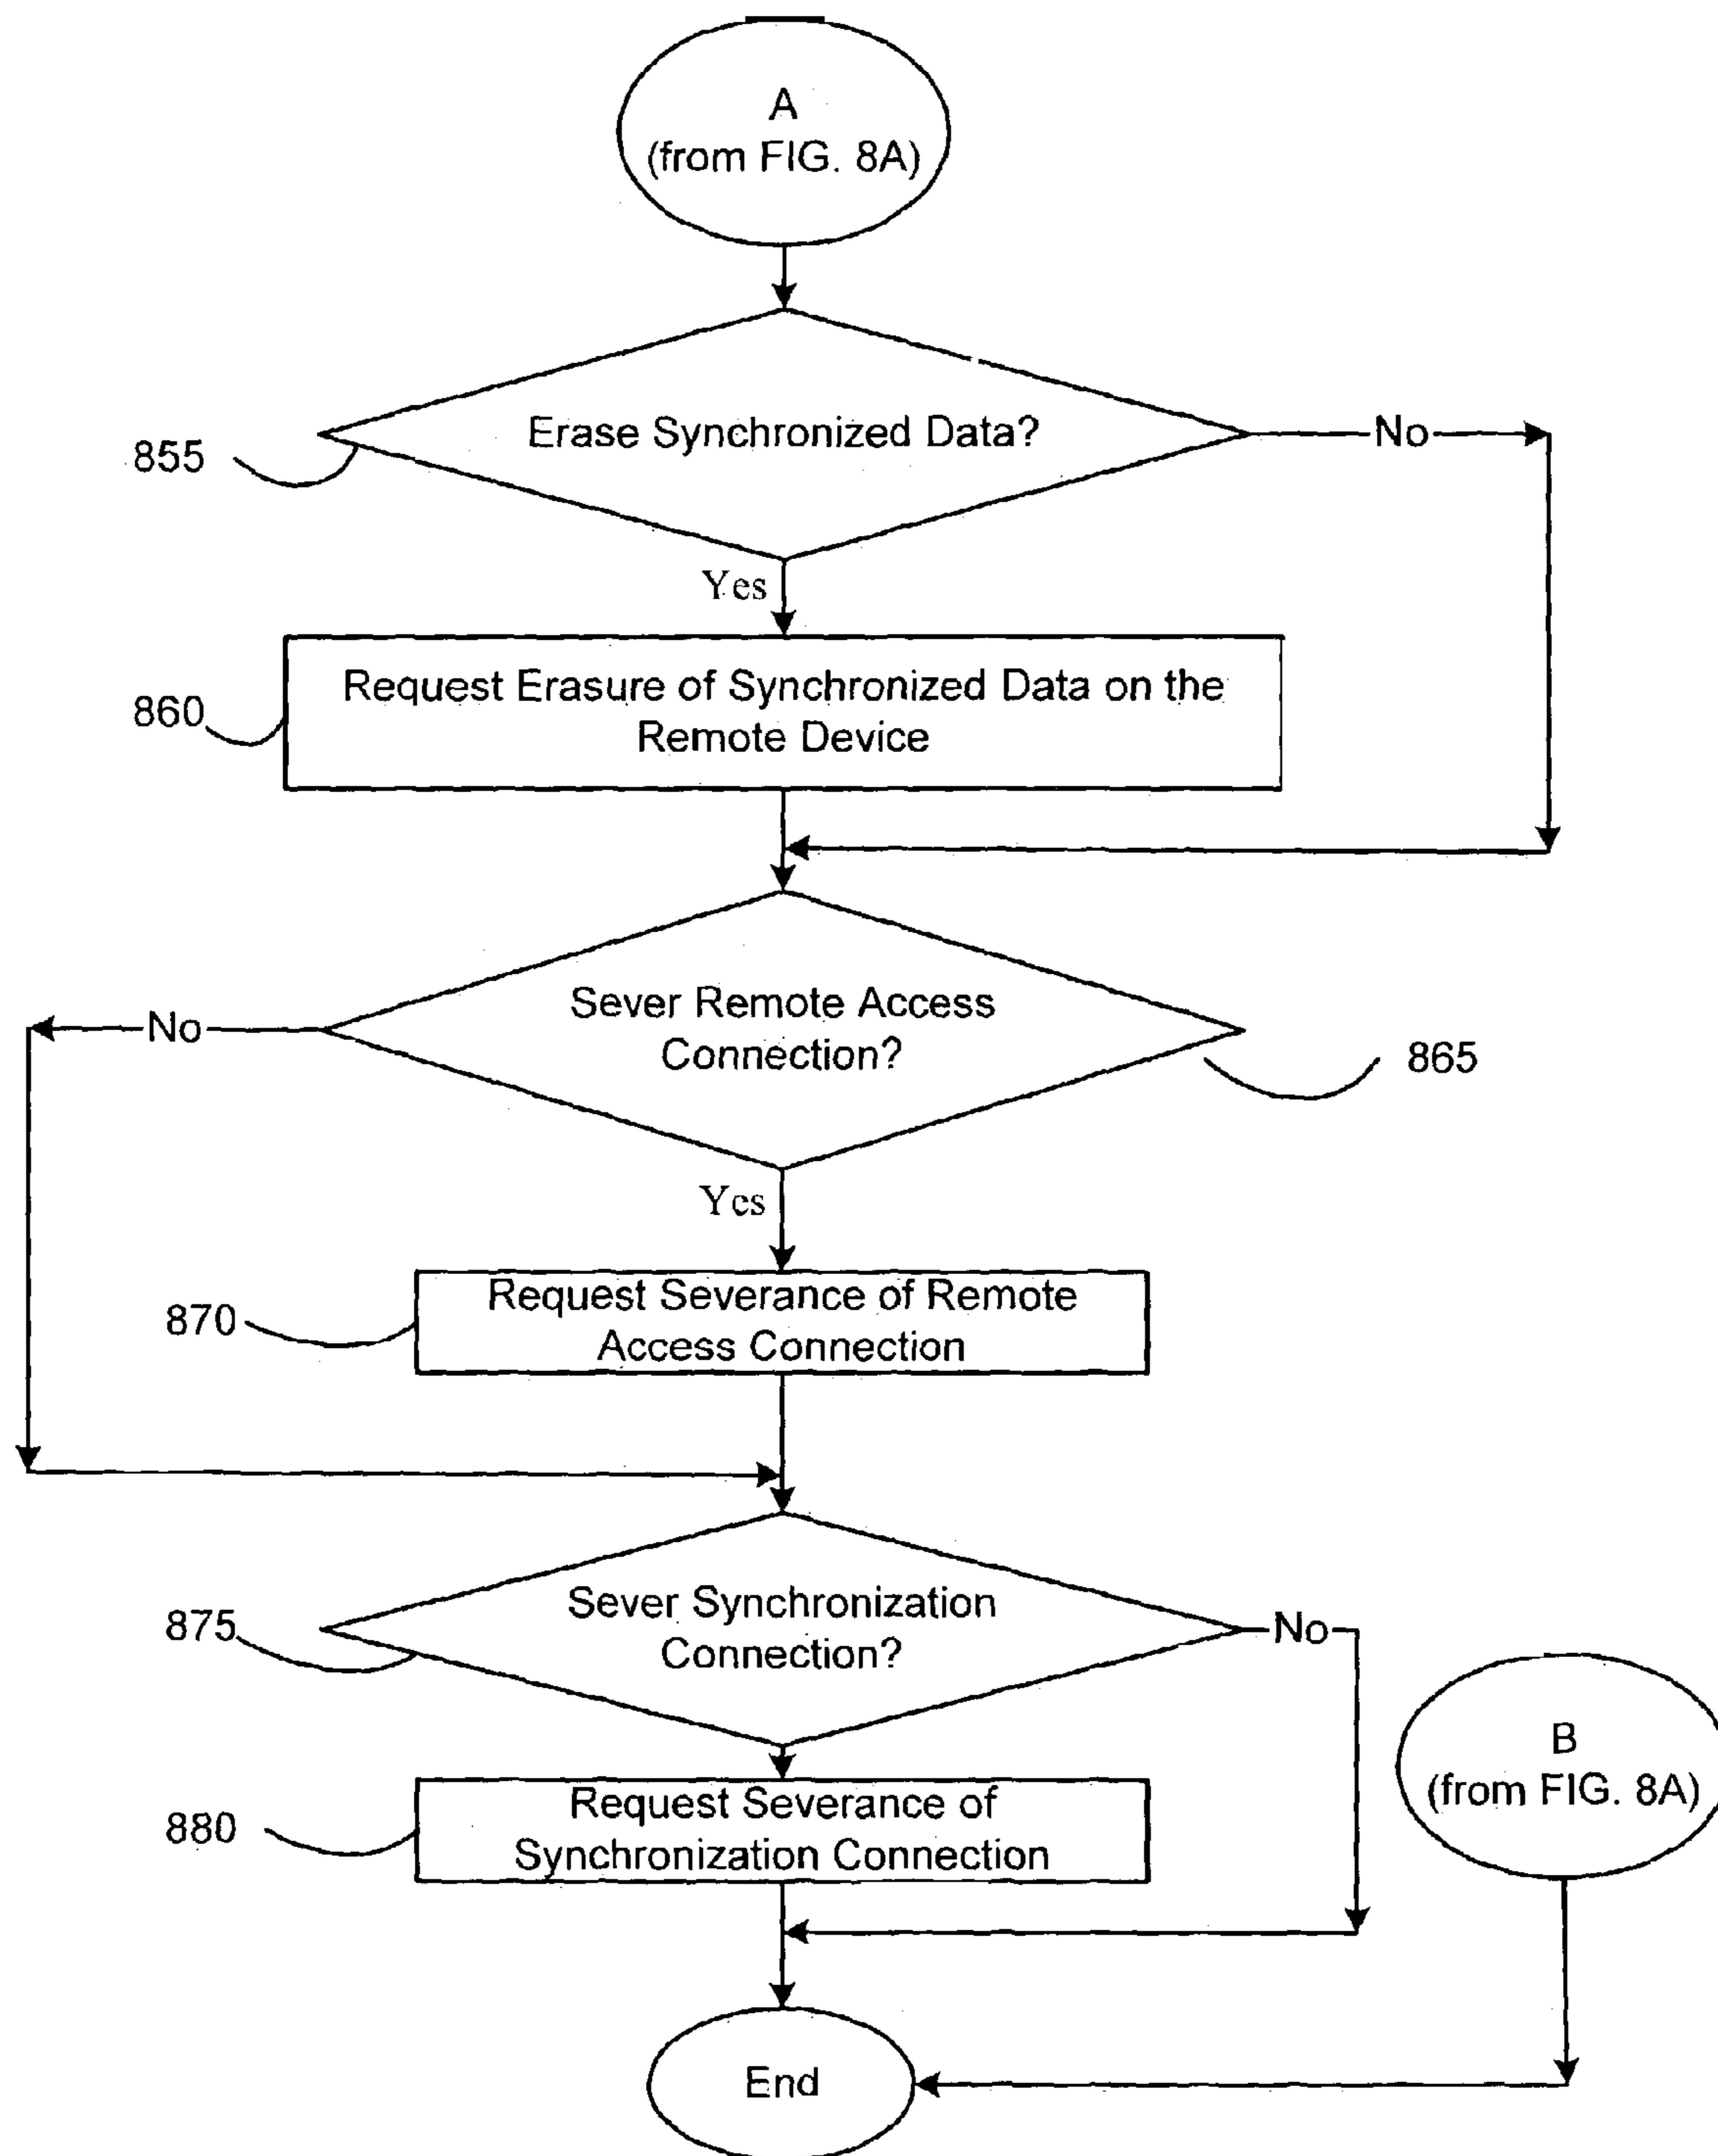 A
(from FIG. 8A)
Erase Synchronized Data?
No
855
Yes
Request Erasure of Synchronized Data on the
Remote Device
860
Sever Remote Access
Connection?
No
865
Yes
Request Severance of Remote
Access Connection
870
Sever Synchronization
Connection?
No
875
B
(from FIG. 8A)
Request Severance of
Synchronization Connection
880
End